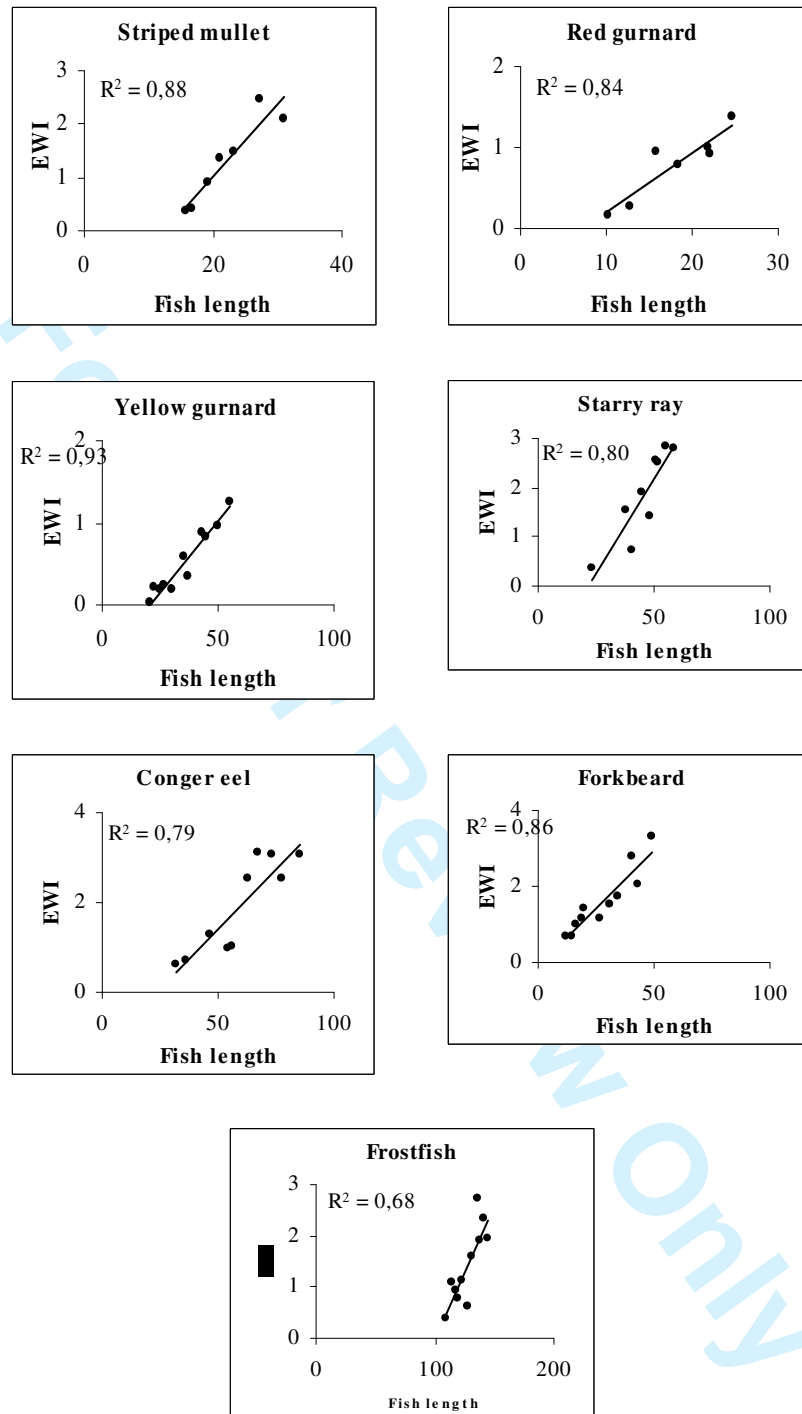 Striped mullet
R² = 0,88
EWI
3
2
1
0
0 20 40
Fish length
Red gurnard
R² = 0,84
EWI
2
1
0
0 10 20 30
Fish length
Yellow gurnard
R² = 0,93
EWI
2
1
0
0 50 100
Fish length
Starry ray
R² = 0,80
EWI
3
2
1
0
0 50 100
Fish length
Conger eel
R² = 0,79
EWI
4
2
0
0 50 100
Fish length
Forkbeard
R² = 0,86
EWI
4
2
0
0 50 100
Fish length
Frostfish
R² = 0,68
3
2
1
0
0 100 200
Fish length
For Peer Review Only